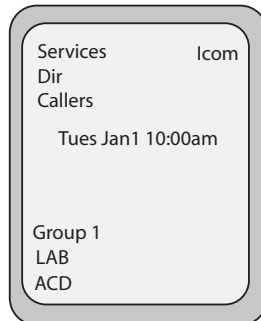 Services Icom
Dir
Callers
Tues Jan1 10:00am
Group 1
LAB
ACD